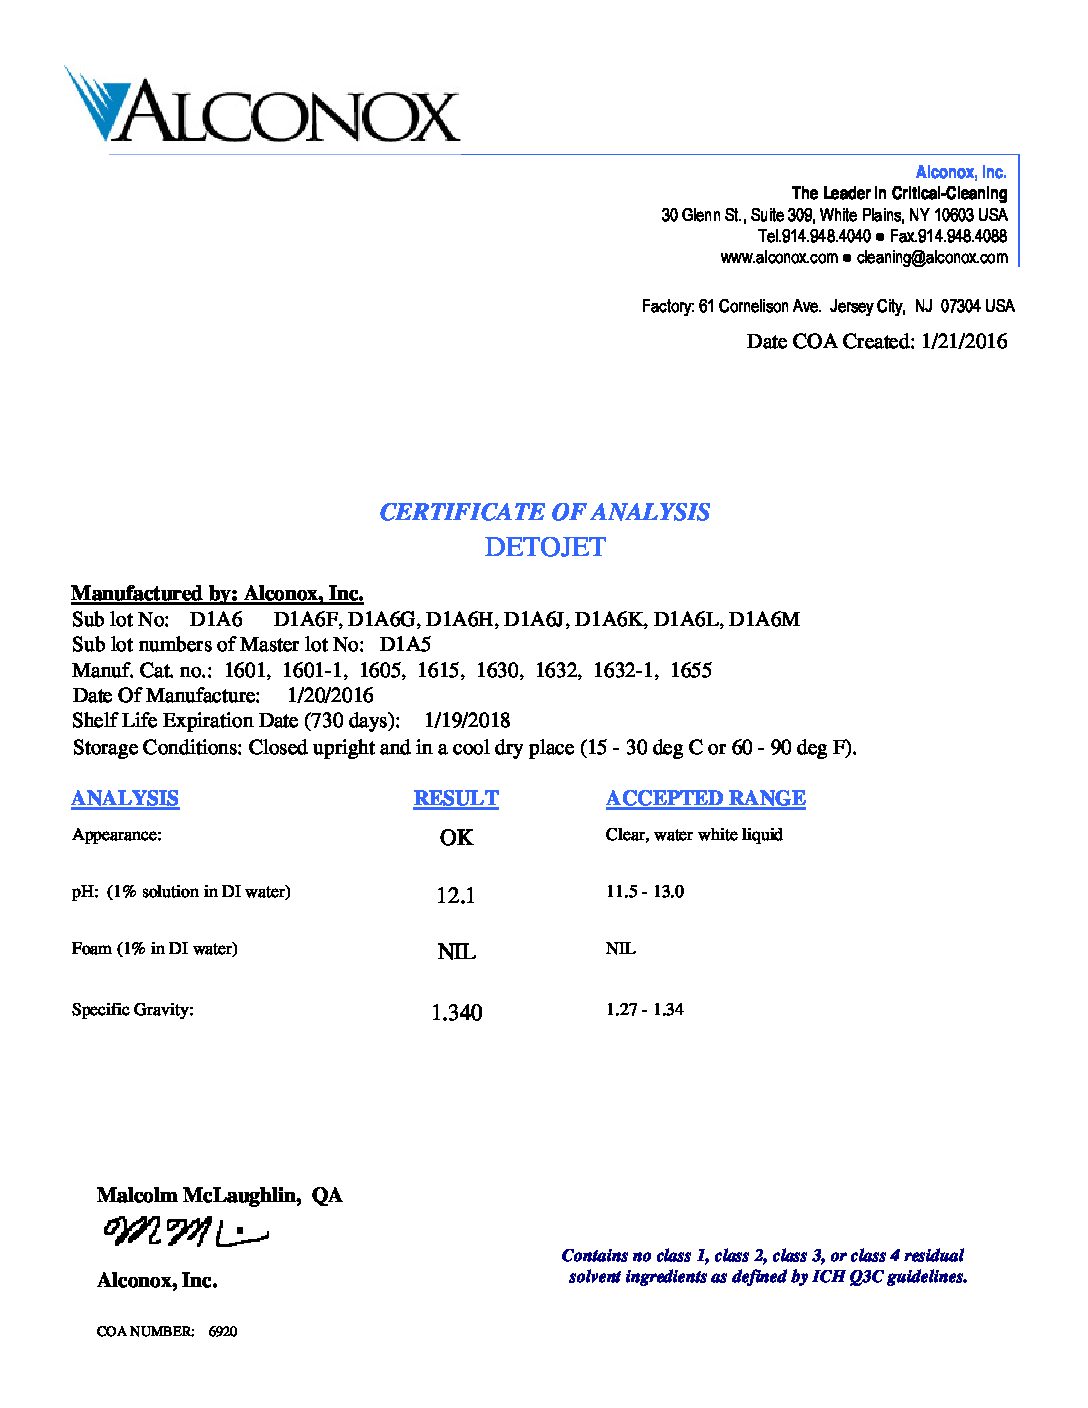 ALCONOX
Alconox, Inc.
The Leader in Critical-Cleaning
30 Glenn St., Suite 309, White Plains, NY 10603 USA
Tel.914.948.4040 ● Fax.914.948.4088
www.alconox.com ● cleaning@alconox.com
Factory: 61 Cornelison Ave. Jersey City, NJ 07304 USA
Date COA Created: 1/21/2016
CERTIFICATE OF ANALYSIS
DETOJET
Manufactured by: Alconox, Inc.
Sub lot No: D1A6 D1A6F, D1A6G, D1A6H, D1A6J, D1A6K, D1A6L, D1A6M
Sub lot numbers of Master lot No: D1A5
Manuf. Cat. no.: 1601, 1601-1, 1605, 1615, 1630, 1632, 1632-1, 1655
Date Of Manufacture: 1/20/2016
Shelf Life Expiration Date (730 days): 1/19/2018
Storage Conditions: Closed upright and in a cool dry place (15 - 30 deg C or 60 - 90 deg F).
ANALYSIS RESULT ACCEPTED RANGE
Appearance: OK Clear, water white liquid
pH: (1% solution in DI water) 12.1 11.5 - 13.0
Foam (1% in DI water) NIL NIL
Specific Gravity: 1.340 1.27 - 1.34
Malcolm McLaughlin, QA
Alconox, Inc.
Contains no class 1, class 2, class 3, or class 4 residual
solvent ingredients as defined by ICH Q3C guidelines.
COA NUMBER: 6920